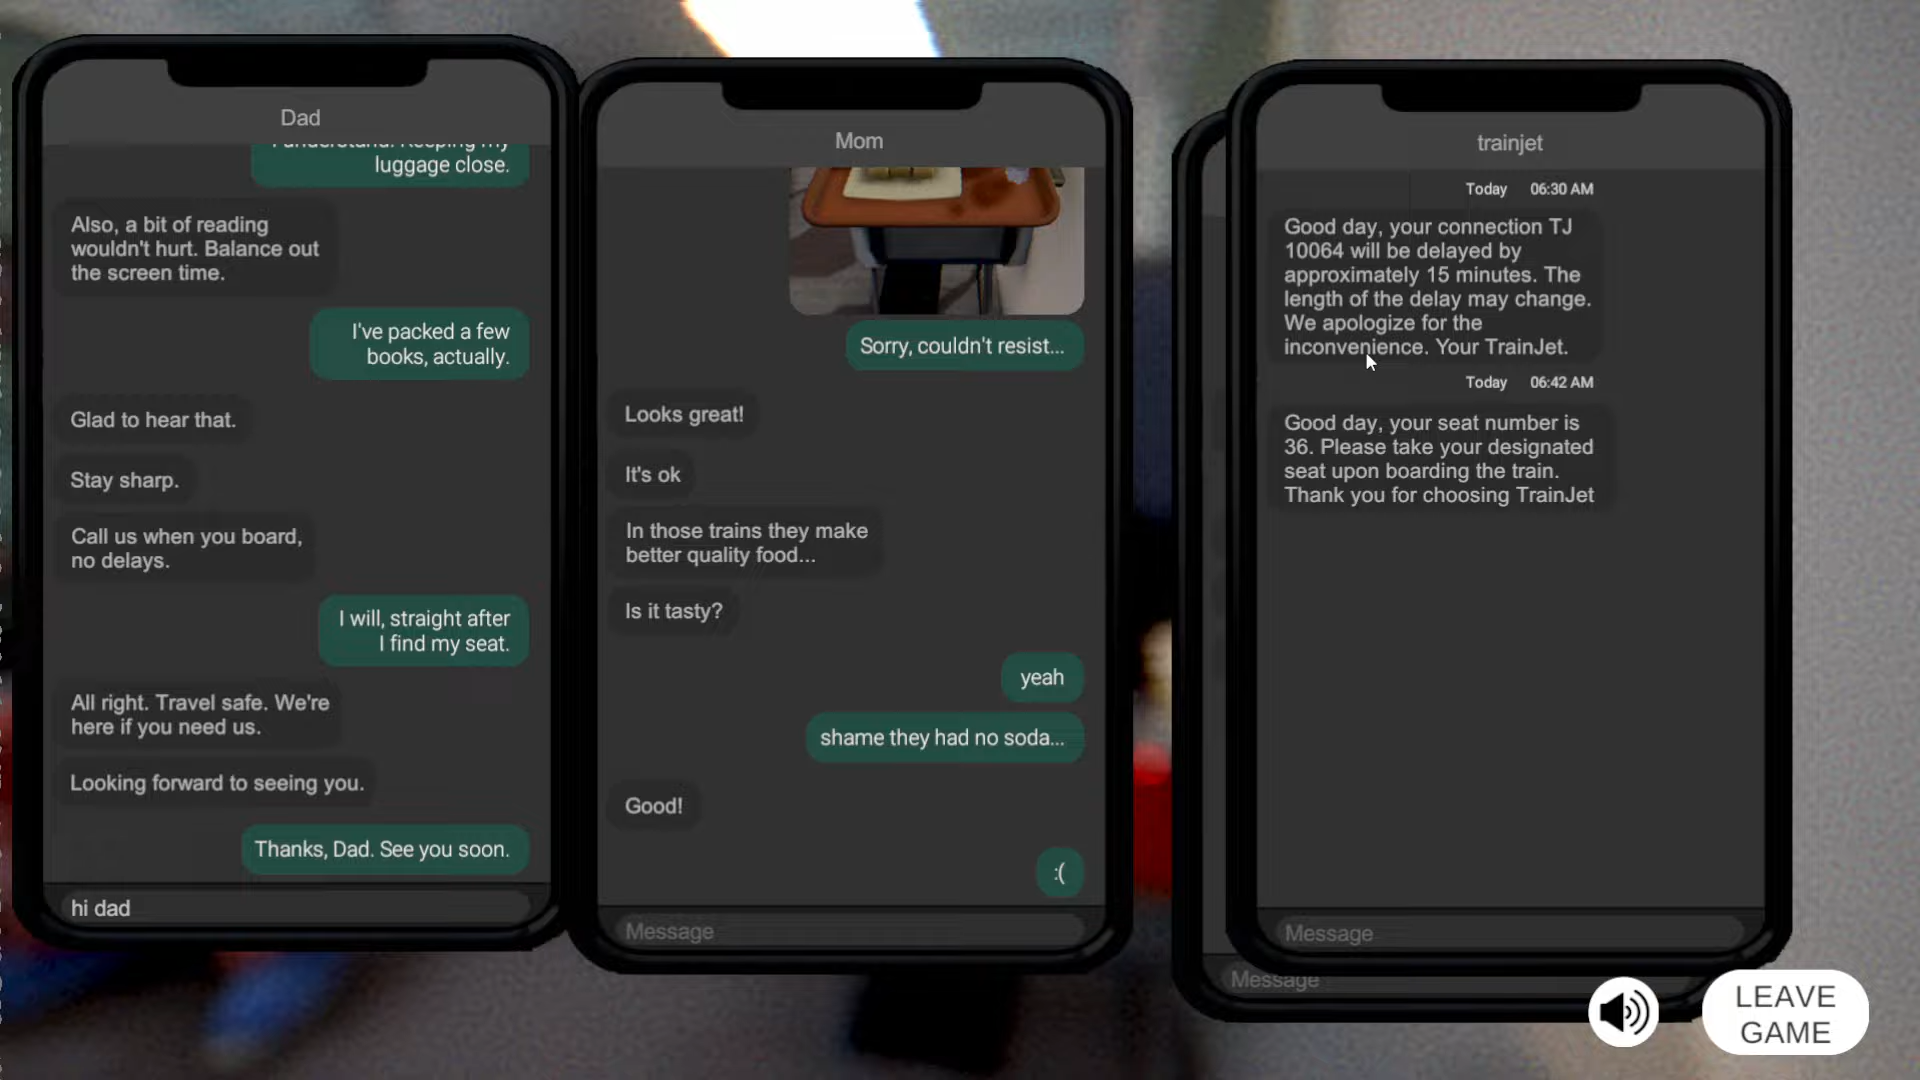 Dad
luggage close.
Also, a bit of reading
wouldn't hurt. Balance out
the screen time.
I've packed a few
books, actually.
Glad to hear that.
Stay sharp.
Call us when you board,
no delays.
I will, straight after
I find my seat.
All right. Travel safe. We're
here if you need us.
Looking forward to seeing you.
Thanks, Dad. See you soon.
hi dad
Mom
Sorry, couldn't resist...
Looks great!
It's ok
In those trains they make
better quality food...
Is it tasty?
yeah
shame they had no soda...
Good!
:(
Message
trainjet
Today 06:30 AM
Good day, your connection TJ
10064 will be delayed by
approximately 15 minutes. The
length of the delay may change.
We apologize for the
inconvenience. Your TrainJet.
Today 06:42 AM
Good day, your seat number is
36. Please take your designated
seat upon boarding the train.
Thank you for choosing TrainJet
Message
Message
LEAVE
GAME